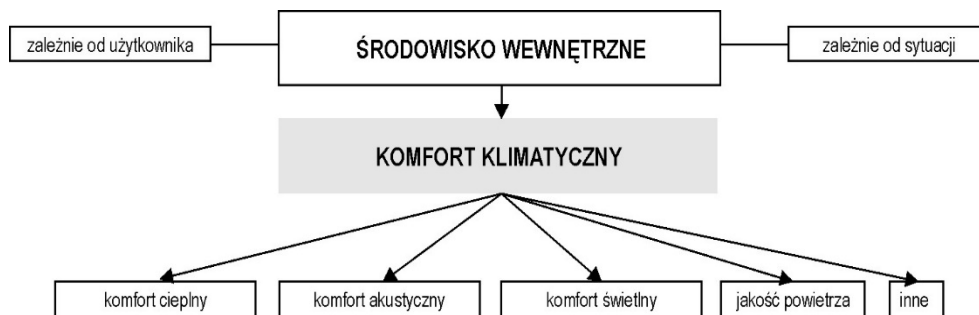 zależnie od użytkownika
ŚRODOWISKO WEWNĘTRZNE
zależnie od sytuacji
KOMFORT KLIMATYCZNY
komfort cieplny
komfort akustyczny
komfort świetlny
jakość powietrza
inne